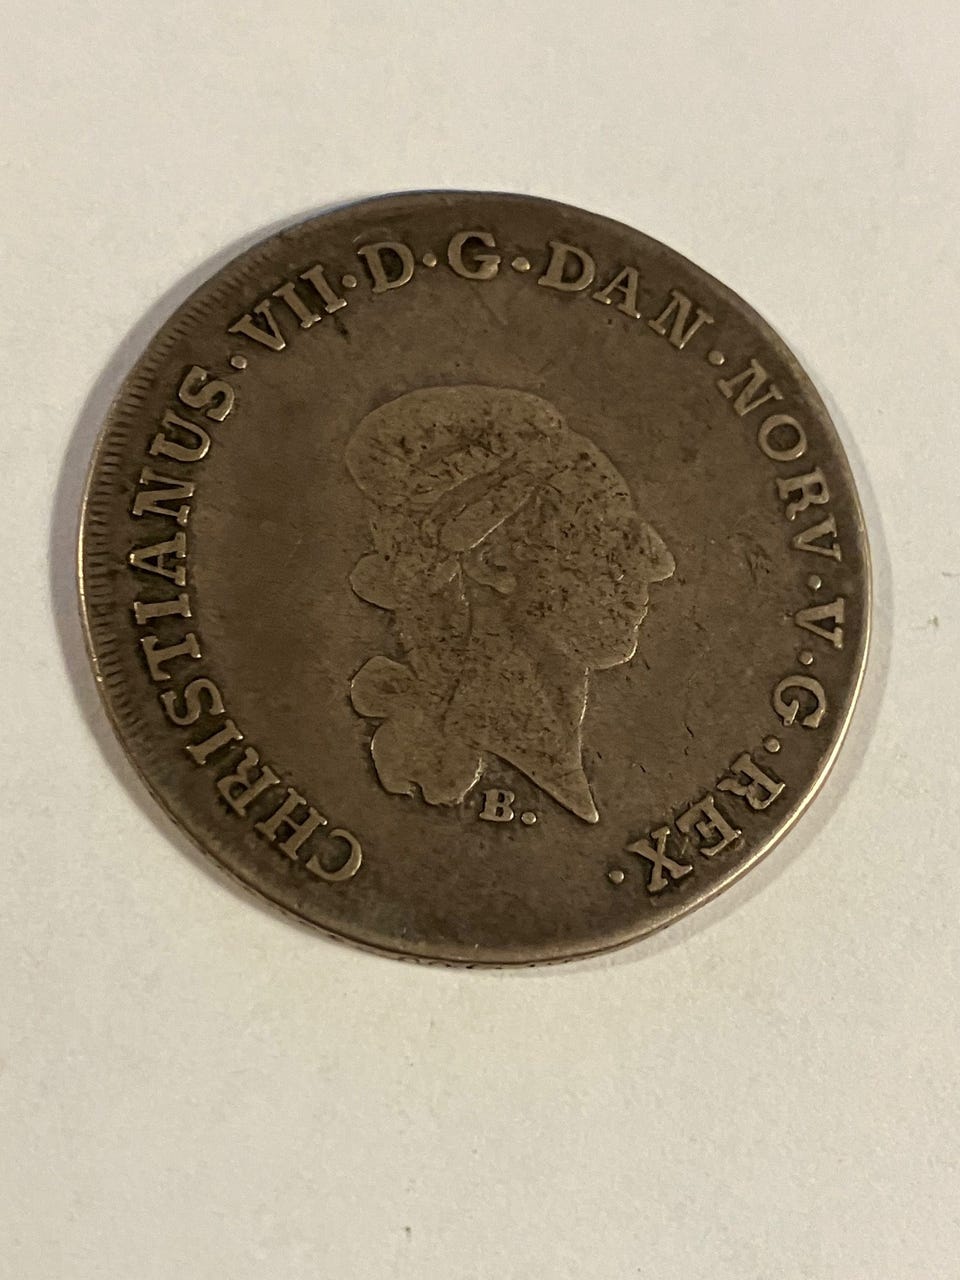 CHRISTIANUS · VII · D · G · DAN · NORV · V · G · REX ·
B.